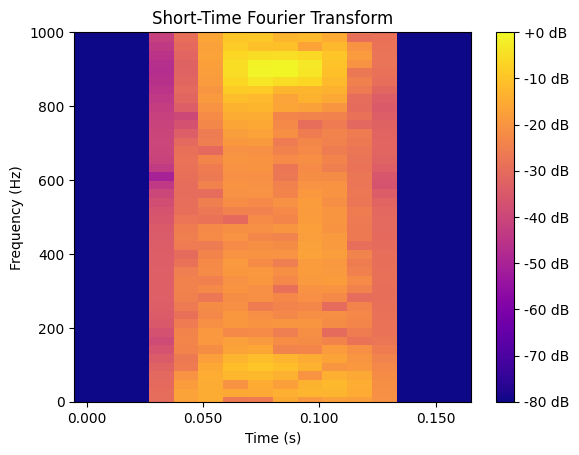 Short-Time Fourier Transform
1000
800
600
400
200
0
Frequency (Hz)
0.000
0.050
0.100
0.150
Time (s)
+0 dB
-10 dB
-20 dB
-30 dB
-40 dB
-50 dB
-60 dB
-70 dB
-80 dB